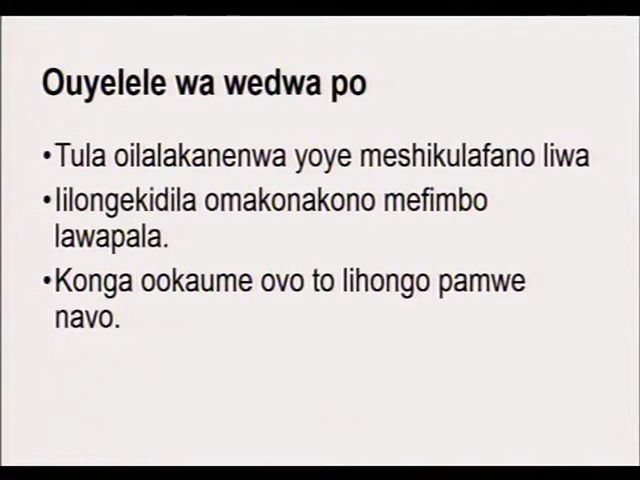 Ouyelele wa wedwa po
•Tula oilalakanenwa yoye meshikulafano liwa
•Iilongekidila omakonakono mefimbo
lawapala.
•Konga ookaume ovo to lihongo pamwe
navo.